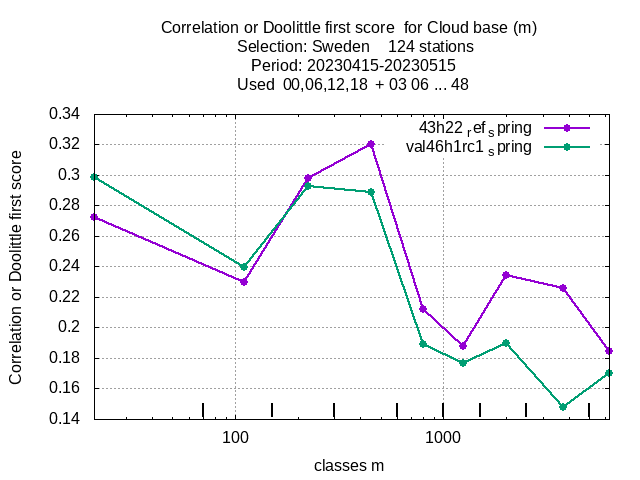 Correlation or Doolittle first score  for Cloud base (m)
Selection: Sweden    124 stations
Period: 20230415-20230515
Used  00,06,12,18  + 03 06 ... 48
43h22 ref spring
val46h1rc1 spring
Correlation or Doolittle first score
0.34
0.32
0.3
0.28
0.26
0.24
0.22
0.2
0.18
0.16
0.14
100
1000
classes m